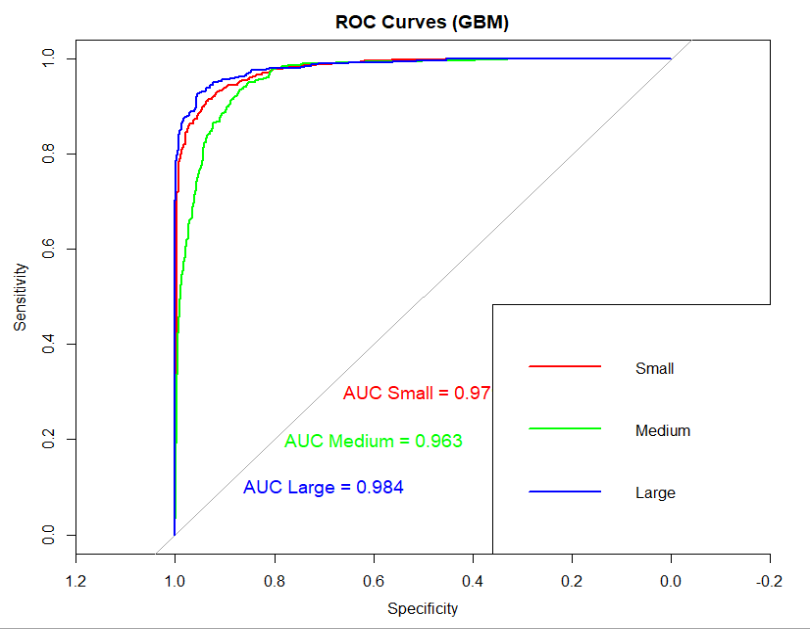 ROC Curves (GBM)
Sensitivity
1.0
0.8
0.6
0.4
0.2
0.0
AUC Small = 0.97
AUC Medium = 0.963
AUC Large = 0.984
Small
Medium
Large
1.2 1.0 0.8 0.6 0.4 0.2 0.0 -0.2
Specificity